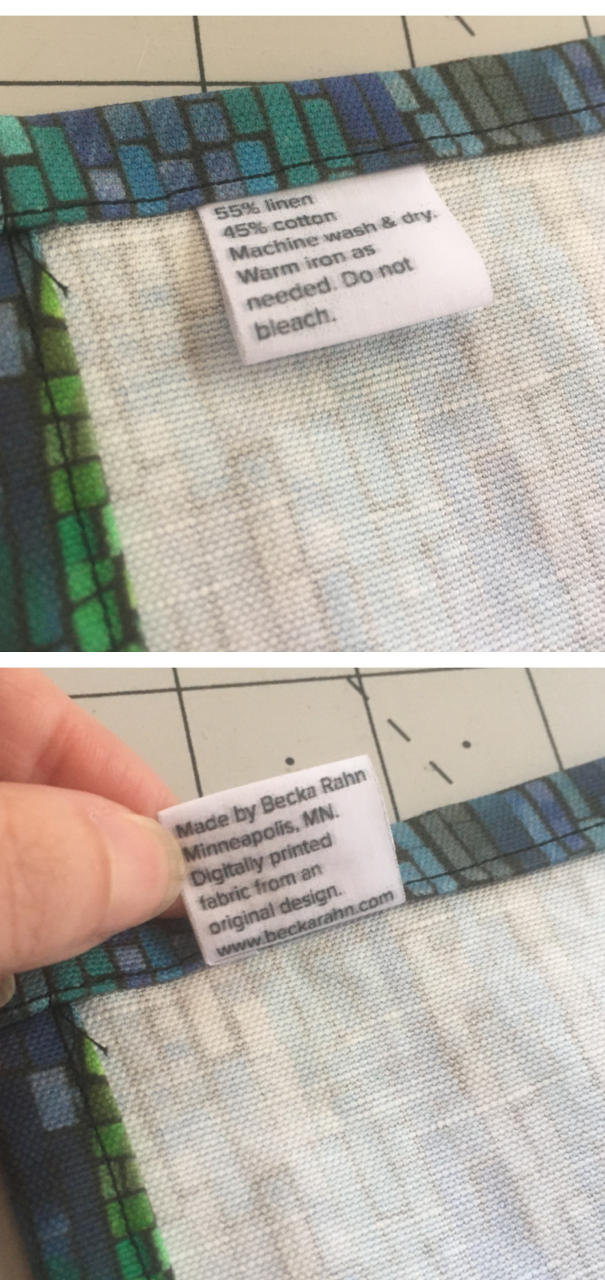 55% linen
45% cotton
Machine wash & dry.
Warm iron as
needed. Do not
bleach.
Made by Becka Rahn
Minneapolis, MN.
Digitally printed
fabric from an
original design.
www.beckarahn.com